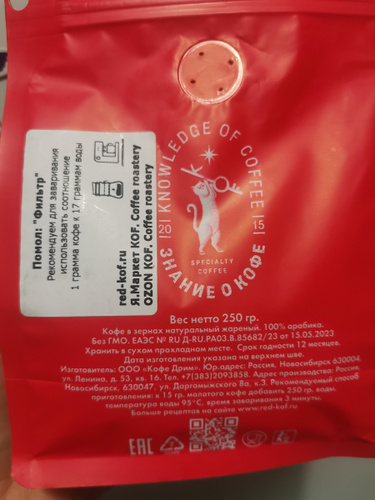 KNOWLEDGE OF COFFEE
20 15
SPECIALTY
COFFEE
ЗНАНИЕ О КОФЕ
Помол: "Фильтр"
Рекомендуем для заваривания
использовать соотношение
1 грамма кофе к 17 граммам воды
red-kof.ru
Я.Маркет KOF. Coffee roastery
OZON KOF. Coffee roastery
Вес нетто 250 гр.
Кофе в зернах натуральный жареный. 100% арабика.
Без ГМО. ЕАЭС № RU Д-RU.РА03.В.85682/23 от 15.05.2023
Хранить в сухом прохладном месте. Срок годности 12 месяцев.
Дата изготовления указана на верхнем шве.
Изготовитель: ООО «Кофе Дрим». Юр.адрес: Россия, Новосибирск 630004,
ул. Ленина, д. 53, кв. 16. Тел.+7(383)2093858. Адрес производства: Россия,
Новосибирск, 630047, ул. Даргомыжского 8а, к.3. Рекомендуемый способ
приготовления: к 15 гр. молотого кофе добавить 250 гр. воды,
температура воды 95°С, время заваривания 3 минуты.
Больше рецептов на сайте www.red-kof.ru
EAC